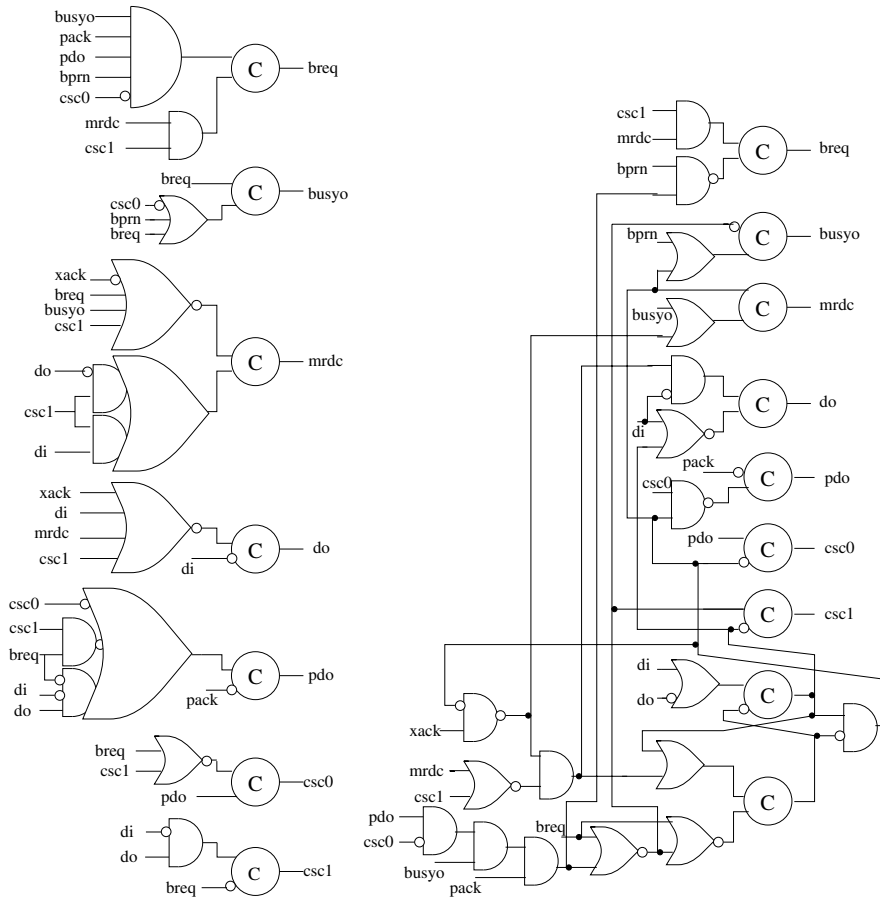 busyo
pack
pdo
bprn
csc0
C
breq
mrdc
csc1
breq
csc0
bprn
breq
C
busyo
xack
breq
busyo
csc1
do
csc1
di
C
mrdc
xack
di
mrdc
csc1
di
C
do
csc0
csc1
breq
di
do
pack
C
pdo
breq
csc1
pdo
C
csc0
di
do
breq
C
csc1
csc1
mrdc
bprn
C
breq
bprn
C
busyo
busyo
C
mrdc
di
C
do
pack
csc0
C
pdo
pdo
C
csc0
C
csc1
di
do
C
xack
mrdc
csc1
C
pdo
csc0
busyo
pack
breq